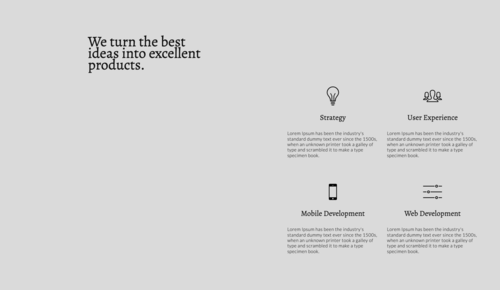 We turn the best
ideas into excellent
products.
Strategy
Lorem Ipsum has been the industry's
standard dummy text ever since the 1500s,
when an unknown printer took a galley of
type and scrambled it to make a type
specimen book.
User Experience
Lorem Ipsum has been the industry's
standard dummy text ever since the 1500s,
when an unknown printer took a galley of
type and scrambled it to make a type
specimen book.
Mobile Development
Lorem Ipsum has been the industry's
standard dummy text ever since the 1500s,
when an unknown printer took a galley of
type and scrambled it to make a type
specimen book.
Web Development
Lorem Ipsum has been the industry's
standard dummy text ever since the 1500s,
when an unknown printer took a galley of
type and scrambled it to make a type
specimen book.